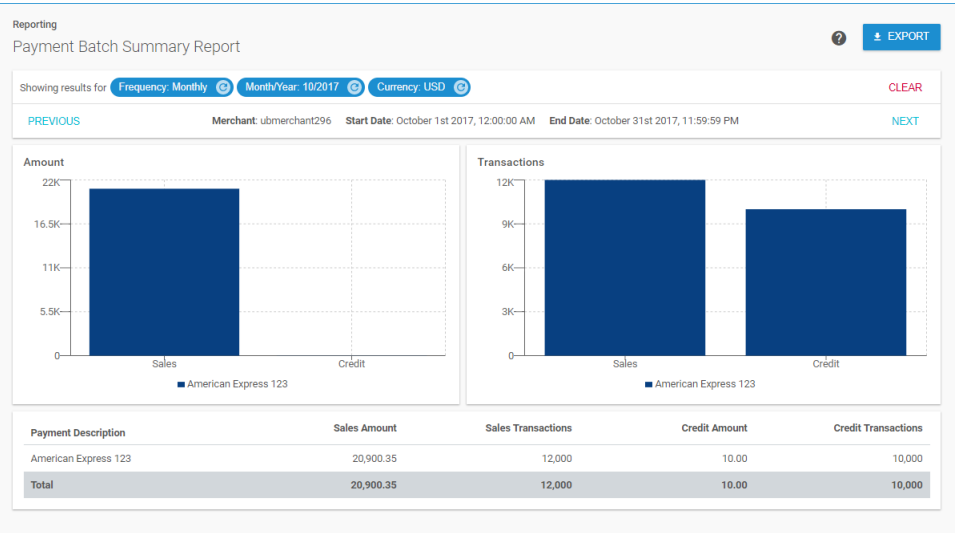 Reporting
Payment Batch Summary Report
? EXPORT
Showing results for Frequency: Monthly Month/Year: 10/2017 Currency: USD CLEAR
PREVIOUS Merchant: ubmerchant296 Start Date: October 1st 2017, 12:00:00 AM End Date: October 31st 2017, 11:59:59 PM NEXT
Amount
22K
16.5K
11K
5.5K
0
Sales Credit
American Express 123
Transactions
12K
9K
6K
3K
0
Sales Credit
American Express 123
Payment Description Sales Amount Sales Transactions Credit Amount Credit Transactions
American Express 123 20,900.35 12,000 10.00 10,000
Total 20,900.35 12,000 10.00 10,000